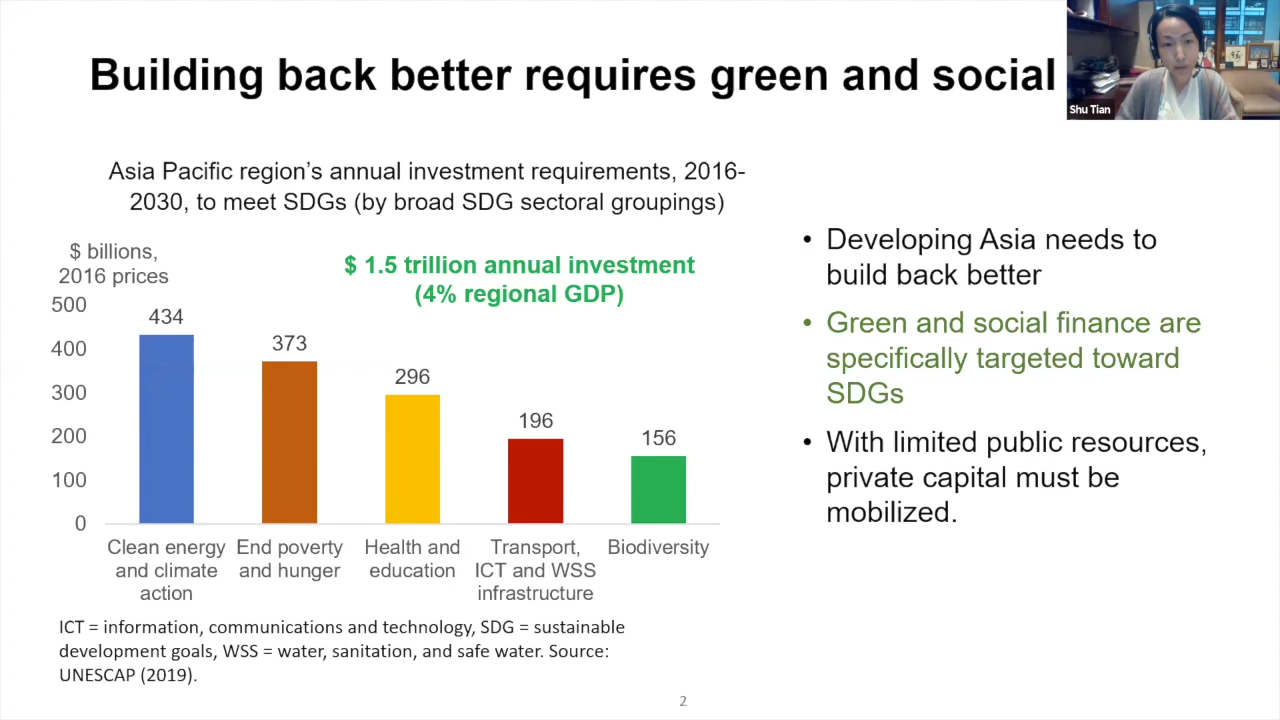 Building back better requires green and social
Shu Tian
Asia Pacific region’s annual investment requirements, 2016-
2030, to meet SDGs (by broad SDG sectoral groupings)
$ billions,
2016 prices
$ 1.5 trillion annual investment
(4% regional GDP)
500
400
300
200
100
0
434
373
296
196
156
Clean energy
and climate
action
End poverty
and hunger
Health and
education
Transport,
ICT and WSS
infrastructure
Biodiversity
ICT = information, communications and technology, SDG = sustainable
development goals, WSS = water, sanitation, and safe water. Source:
UNESCAP (2019).
• Developing Asia needs to
build back better
• Green and social finance are
specifically targeted toward
SDGs
• With limited public resources,
private capital must be
mobilized.
2